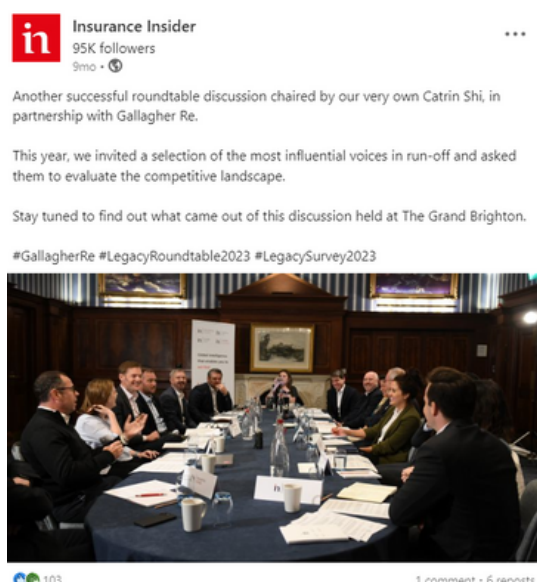 in
Insurance Insider
95K followers
9mo •
Another successful roundtable discussion chaired by our very own Catrin Shi, in
partnership with Gallagher Re.
This year, we invited a selection of the most influential voices in run-off and asked
them to evaluate the competitive landscape.
Stay tuned to find out what came out of this discussion held at The Grand Brighton.
#GallagherRe #LegacyRoundtable2023 #LegacySurvey2023
in
103
1 comment • 6 reposts